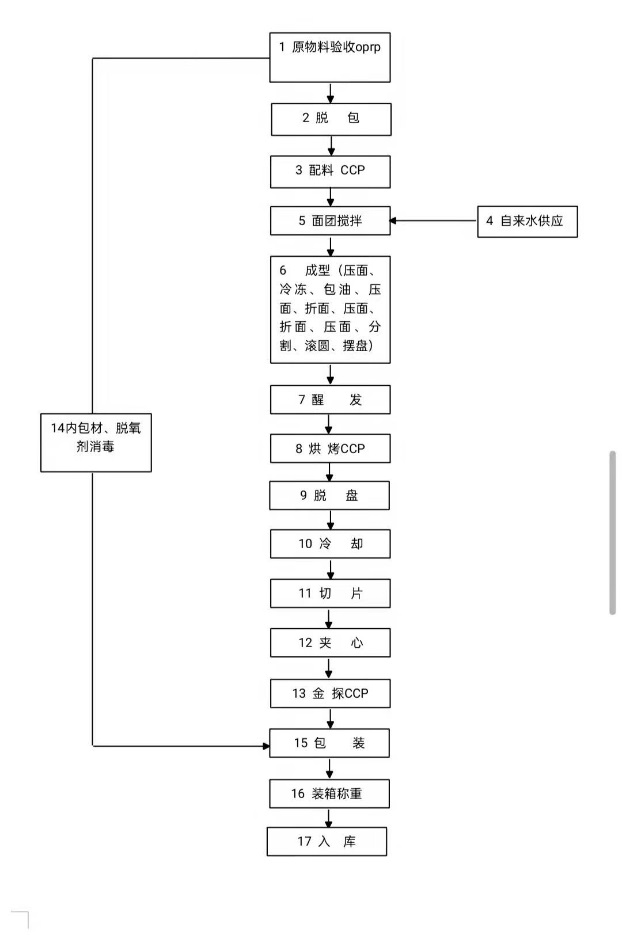 1 原物料验收oprp
2 脱 包
3 配料 CCP
5 面团搅拌
4 自来水供应
6 成型（压面、
冷冻、包油、压
面、折面、压面、
折面、压面、分
割、滚圆、摆盘）
7 醒 发
14内包材、脱氧
剂消毒
8 烘 烤CCP
9 脱 盘
10 冷 却
11 切 片
12 夹 心
13 金 探CCP
15 包 装
16 装箱称重
17 入 库